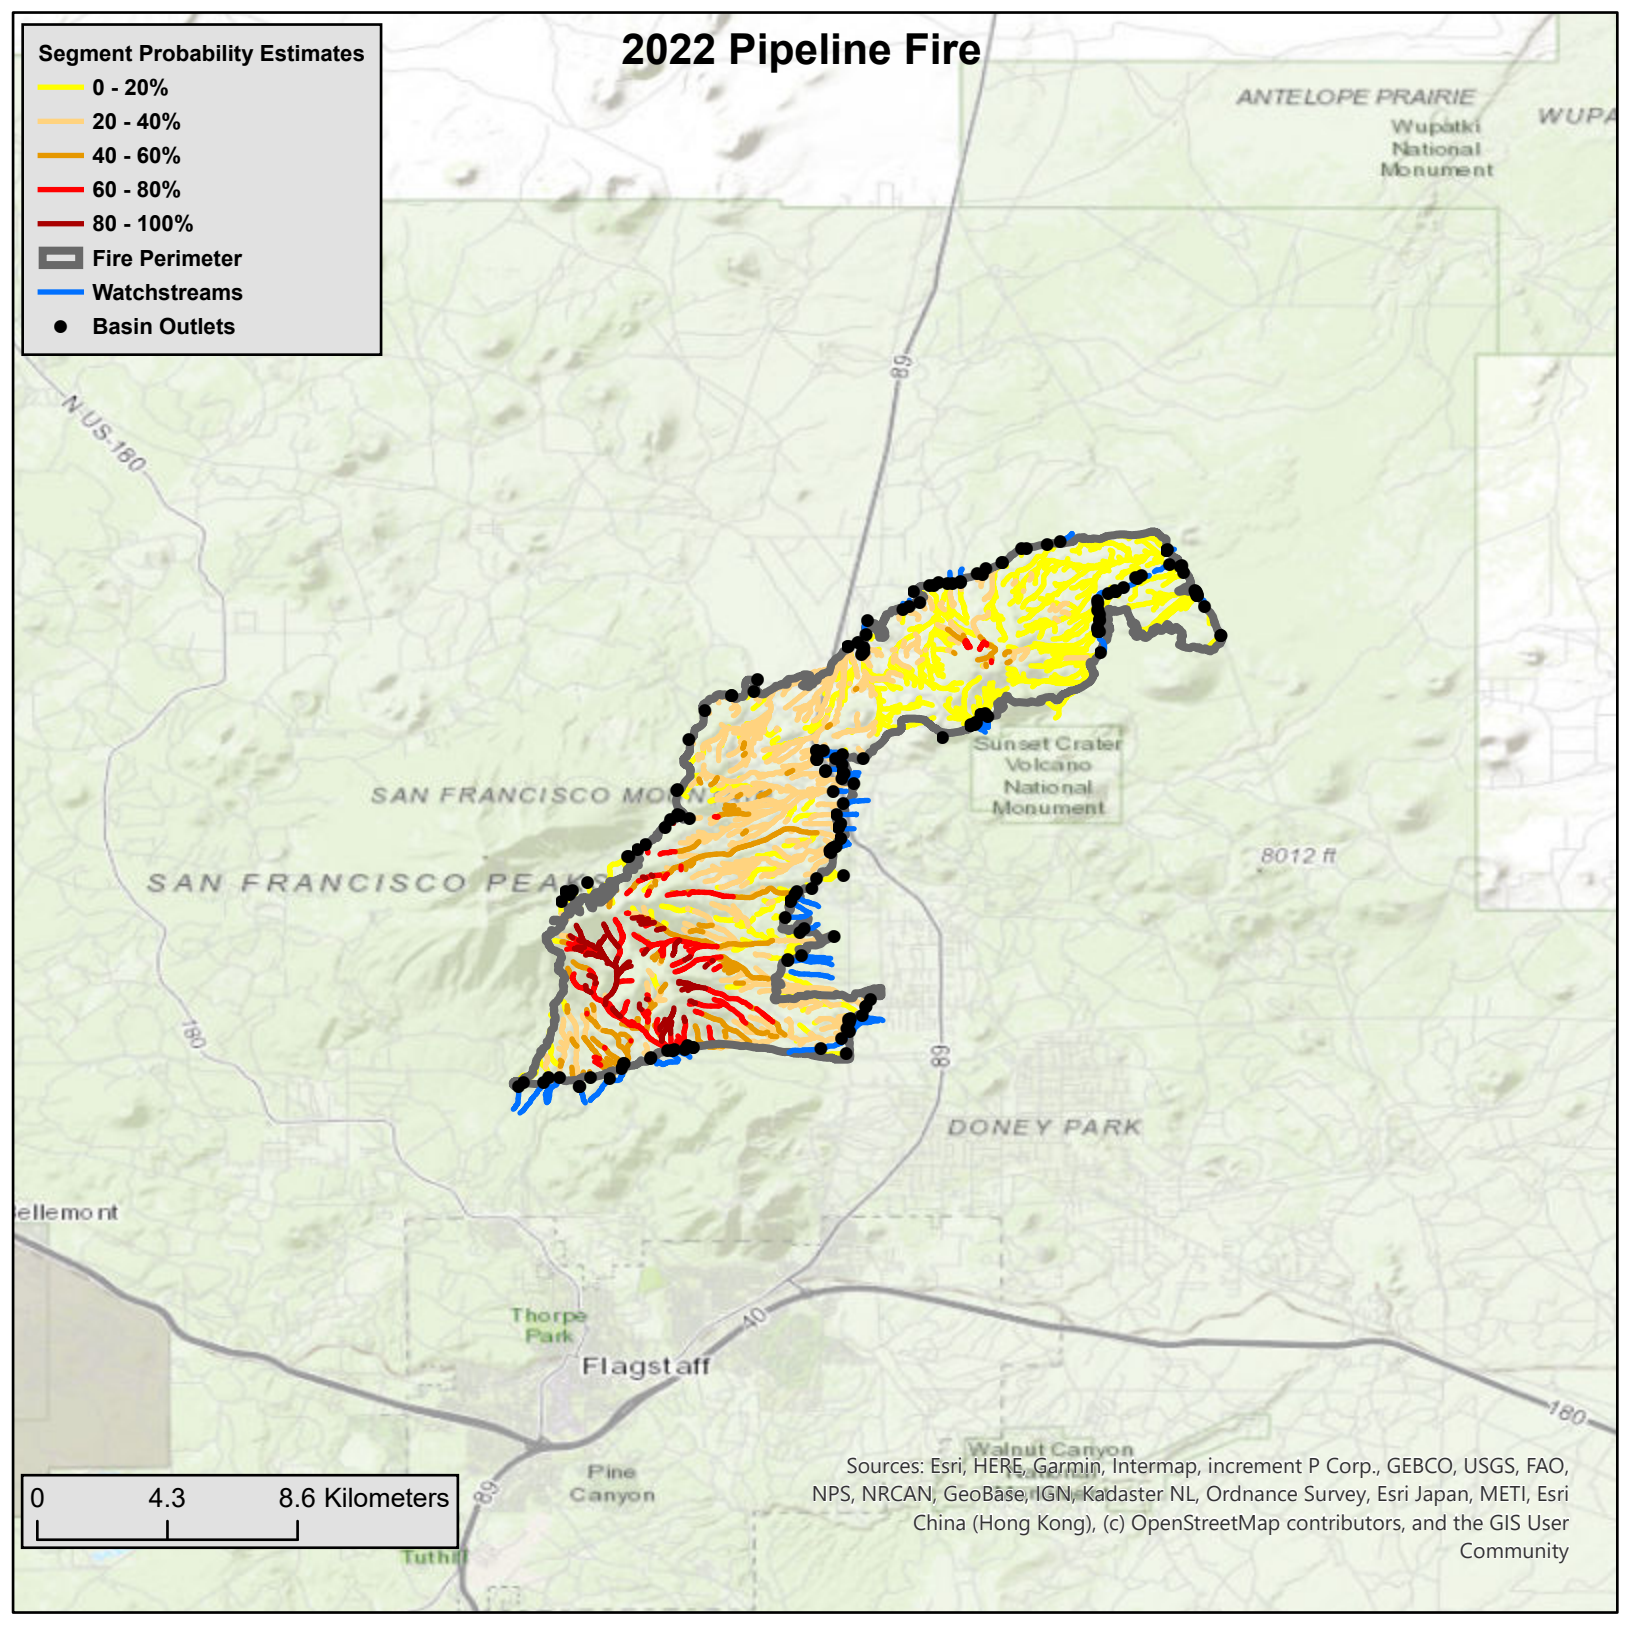 2022 Pipeline Fire
Segment Probability Estimates
0 - 20%
20 - 40%
40 - 60%
60 - 80%
80 - 100%
Fire Perimeter
Watchstreams
Basin Outlets
ANTELOPE PRAIRIE
WUPA
Wupatki
National
Monument
89
N-US-180
Sunset Crater
Volcano
National
Monument
SAN FRANCISCO MOUNTAIN
8012 ft
SAN FRANCISCO PEAKS
180
89
DONEY PARK
ellemont
Thorpe
Park
40
Flagstaff
180
Walnut Canyon
National
Pine
Canyon
89
Tuthill
0 4.3 8.6 Kilometers
Sources: Esri, HERE, Garmin, Intermap, increment P Corp., GEBCO, USGS, FAO,
NPS, NRCAN, GeoBase, IGN, Kadaster NL, Ordnance Survey, Esri Japan, METI, Esri
China (Hong Kong), (c) OpenStreetMap contributors, and the GIS User
Community